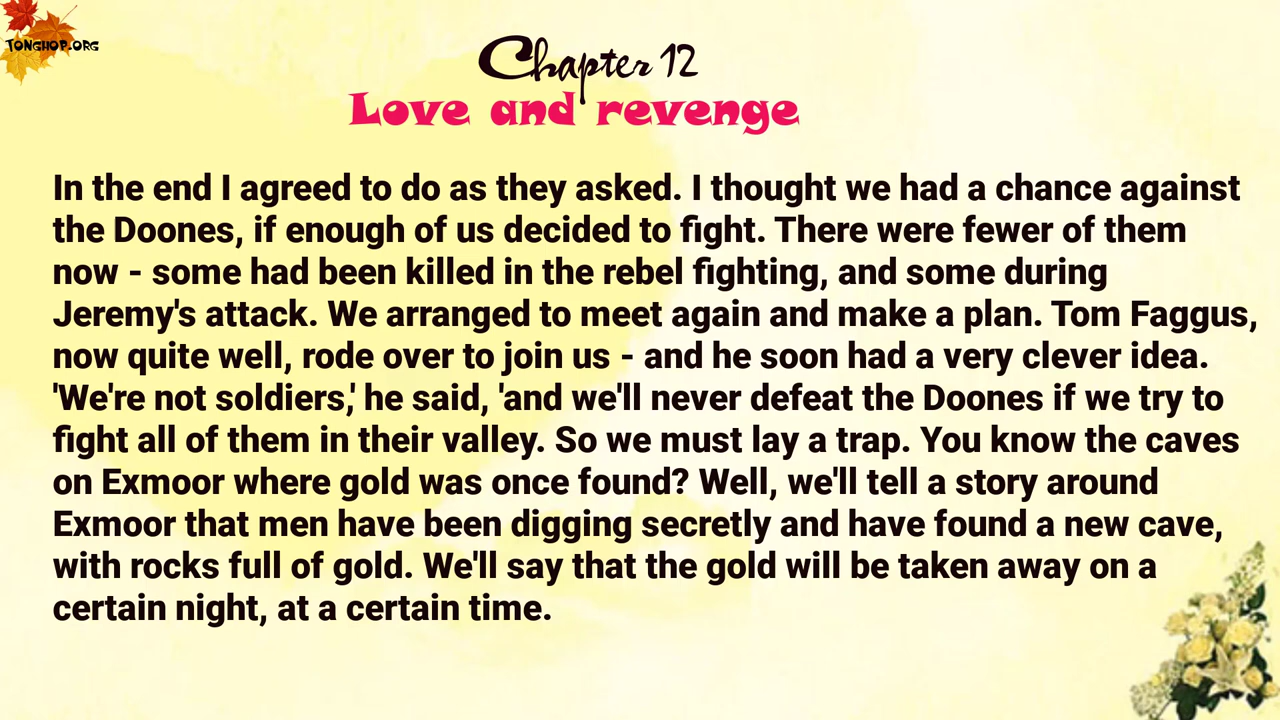 TONGHOP.ORG
Chapter 12
Love and revenge
In the end I agreed to do as they asked. I thought we had a chance against
the Doones, if enough of us decided to fight. There were fewer of them
now - some had been killed in the rebel fighting, and some during
Jeremy's attack. We arranged to meet again and make a plan. Tom Faggus,
now quite well, rode over to join us - and he soon had a very clever idea.
'We're not soldiers,' he said, 'and we'll never defeat the Doones if we try to
fight all of them in their valley. So we must lay a trap. You know the caves
on Exmoor where gold was once found? Well, we'll tell a story around
Exmoor that men have been digging secretly and have found a new cave,
with rocks full of gold. We'll say that the gold will be taken away on a
certain night, at a certain time.